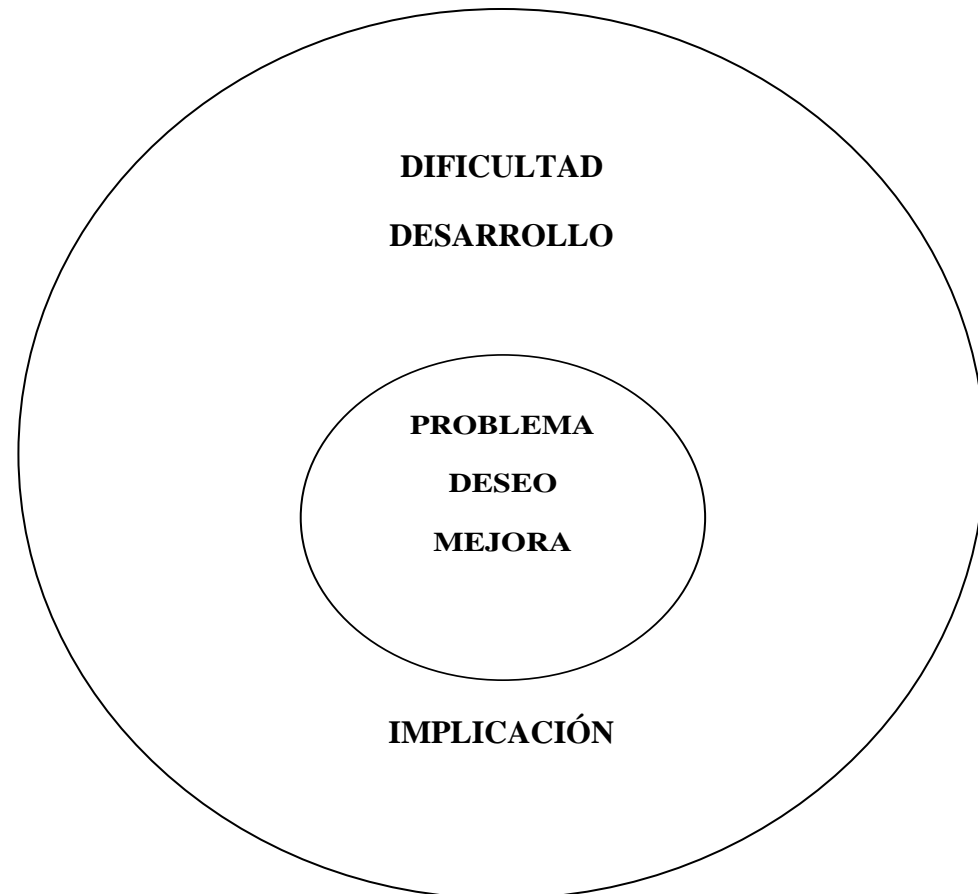 DIFICULTAD
DESARROLLO
PROBLEMA
DESEO
MEJORA
IMPLICACIÓN